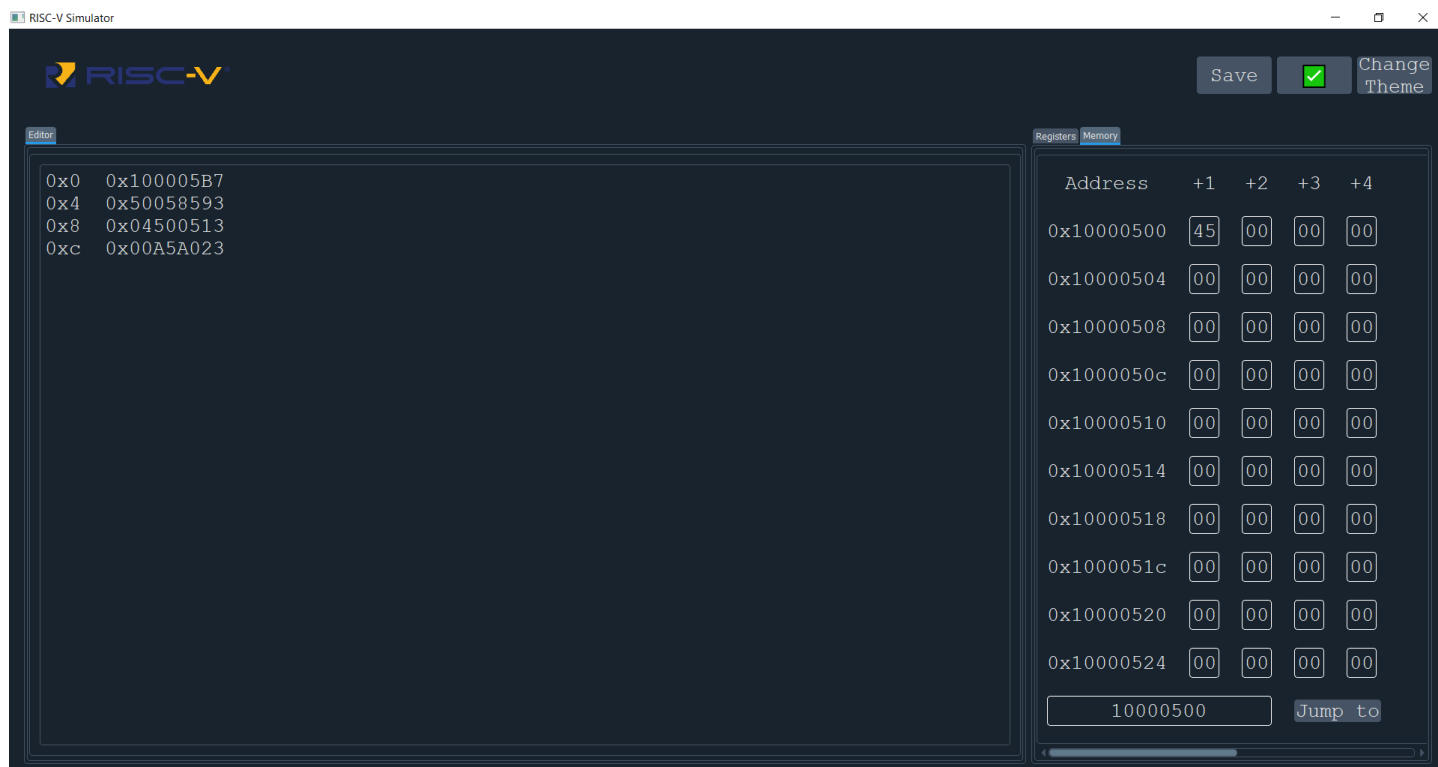 RISC-V Simulator
RISC-V
Save
Change
Theme
Editor
0x0 0x100005B7
0x4 0x50058593
0x8 0x04500513
0xc 0x00A5A023
Registers Memory
Address +1 +2 +3 +4
0x10000500 45 00 00 00
0x10000504 00 00 00 00
0x10000508 00 00 00 00
0x1000050c 00 00 00 00
0x10000510 00 00 00 00
0x10000514 00 00 00 00
0x10000518 00 00 00 00
0x1000051c 00 00 00 00
0x10000520 00 00 00 00
0x10000524 00 00 00 00
10000500 Jump to